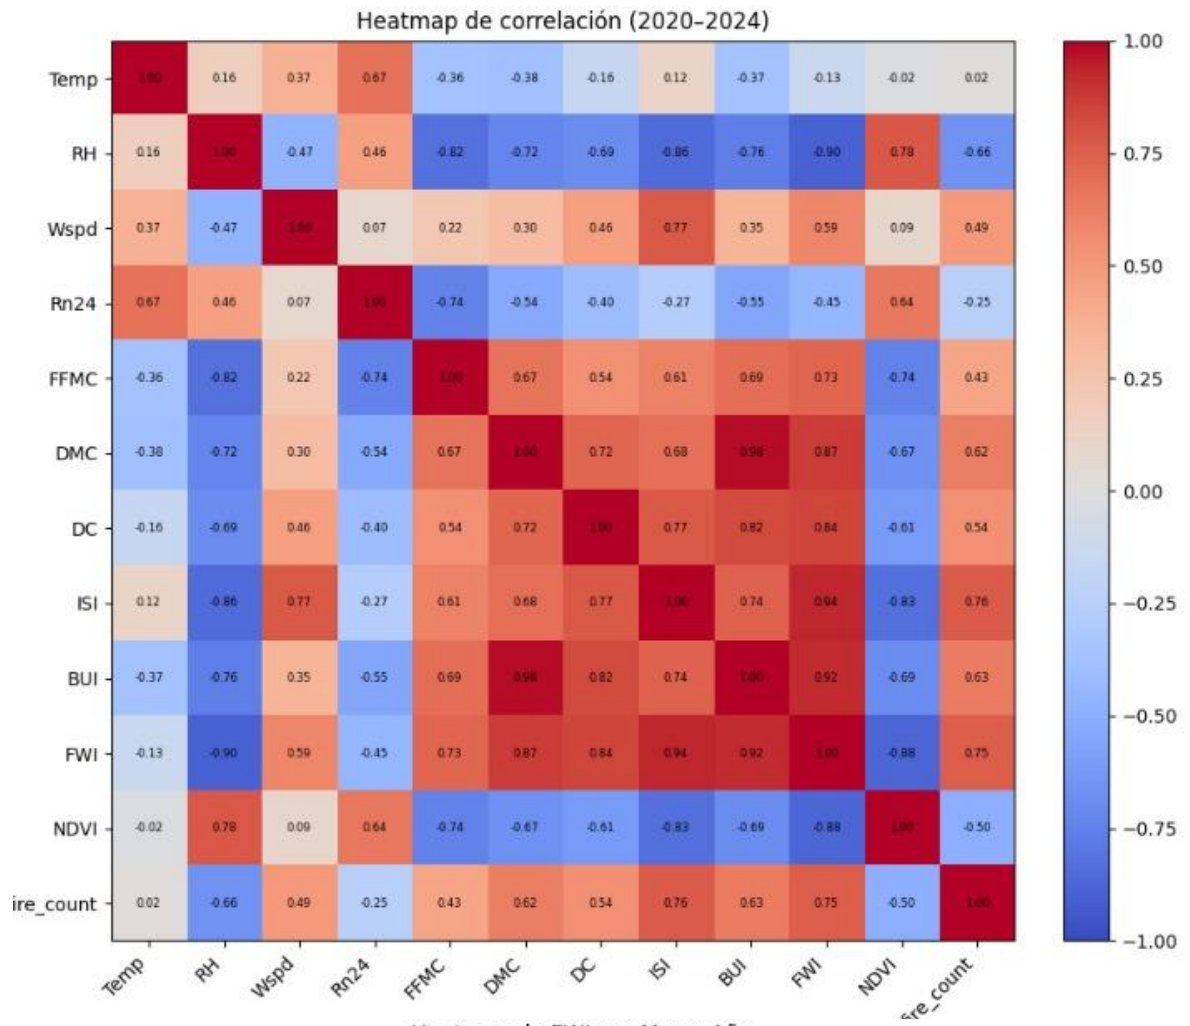 Heatmap de correlación (2020–2024)
1.00
Temp 1.00 0.16 0.37 0.67 -0.36 -0.38 -0.16 0.12 -0.37 -0.13 -0.02 0.02
0.75
RH 0.16 1.00 -0.47 0.46 -0.82 -0.72 -0.69 -0.86 -0.76 -0.90 0.78 -0.66
Wspd 0.37 -0.47 1.00 0.07 0.22 0.30 0.46 0.77 0.35 0.59 0.09 0.49
0.50
Rn24 0.67 0.46 0.07 1.00 -0.74 -0.54 -0.40 -0.27 -0.55 -0.45 0.64 -0.25
0.25
FFMC -0.36 -0.82 0.22 -0.74 1.00 0.67 0.54 0.61 0.69 0.73 -0.74 0.43
DMC -0.38 -0.72 0.30 -0.54 0.67 1.00 0.72 0.68 0.98 0.87 -0.67 0.62
0.00
DC -0.16 -0.69 0.46 -0.40 0.54 0.72 1.00 0.77 0.82 0.84 -0.61 0.54
ISI 0.12 -0.86 0.77 -0.27 0.61 0.68 0.77 1.00 0.74 0.94 -0.83 0.76
−0.25
BUI -0.37 -0.76 0.35 -0.55 0.69 0.98 0.82 0.74 1.00 0.92 -0.69 0.63
−0.50
FWI -0.13 -0.90 0.59 -0.45 0.73 0.87 0.84 0.94 0.92 1.00 -0.88 0.75
NDVI -0.02 0.78 0.09 0.64 -0.74 -0.67 -0.61 -0.83 -0.69 -0.88 1.00 -0.50
−0.75
ire_count 0.02 -0.66 0.49 -0.25 0.43 0.62 0.54 0.76 0.63 0.75 -0.50 1.00
−1.00
Temp RH Wspd Rn24 FFMC DMC DC ISI BUI FWI NDVI fire_count